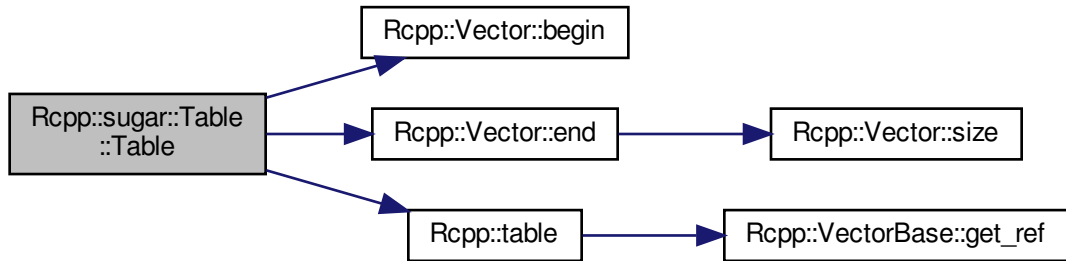 Rcpp::sugar::Table
::Table
Rcpp::Vector::begin
Rcpp::Vector::end
Rcpp::Vector::size
Rcpp::table
Rcpp::VectorBase::get_ref